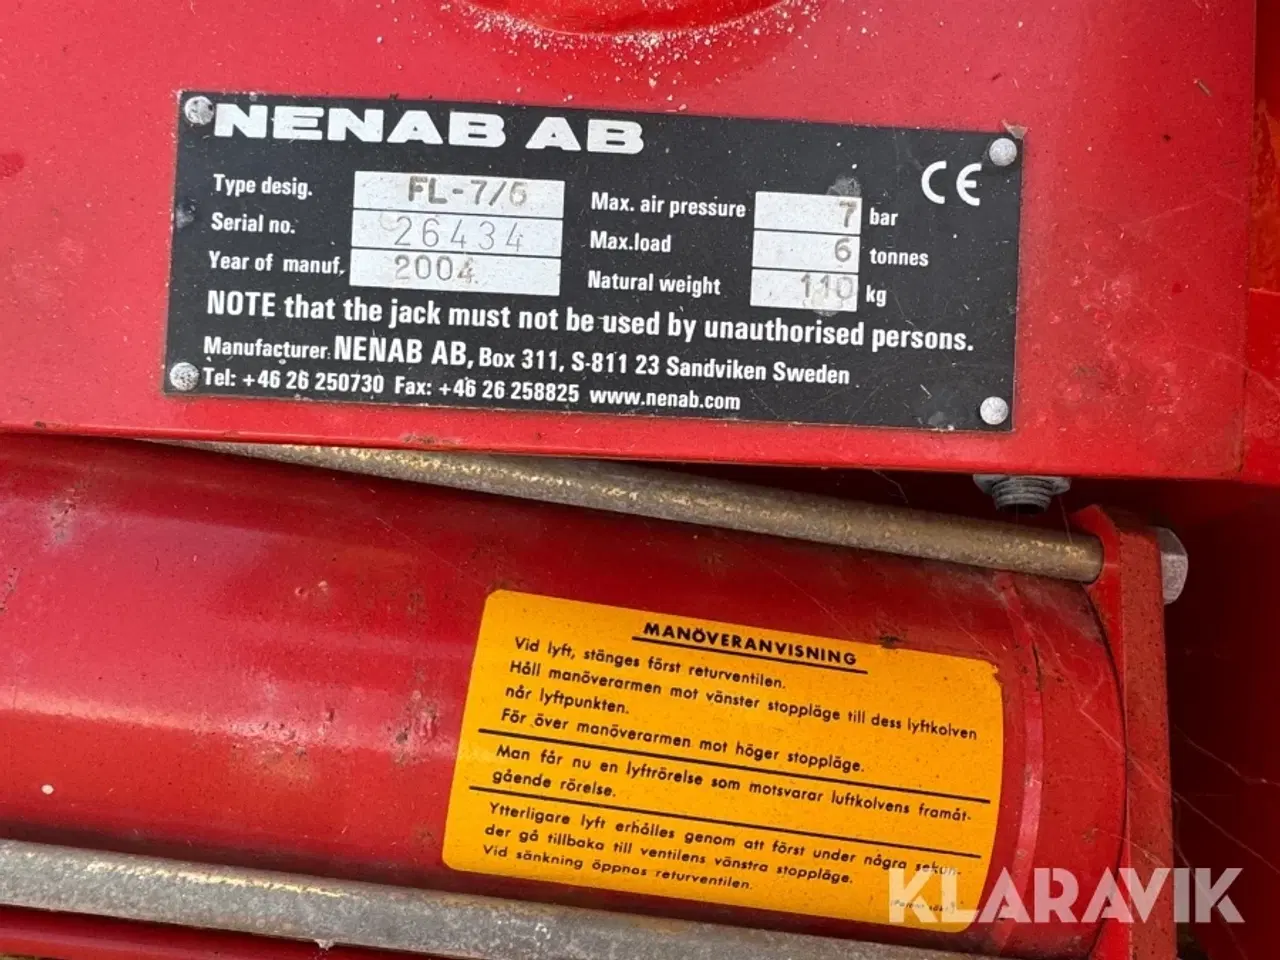 NENAB AB
CE
Type desig. FL-7/6
Serial no. 26434
Year of manuf. 2004
Max. air pressure 7 bar
Max.load 6 tonnes
Natural weight 110 kg
NOTE that the jack must not be used by unauthorised persons.
Manufacturer: NENAB AB, Box 311, S-811 23 Sandviken Sweden
Tel: +46 26 250730 Fax: +46 26 258825 www.nenab.com
MANÖVERANVISNING
Vid lyft, stänges först returventilen.
Håll manöverarmen mot vänster stoppläge till dess lyftkolven
når lyftpunkten.
För över manöverarmen mot höger stoppläge.
Man får nu en lyftrörelse som motsvarar luftkolvens framåt-
gående rörelse.
Ytterligare lyft erhålles genom att först under några sekun-
der gå tillbaka till ventilens vänstra stoppläge.
Vid sänkning öppnas returventilen.
KLARAVIK